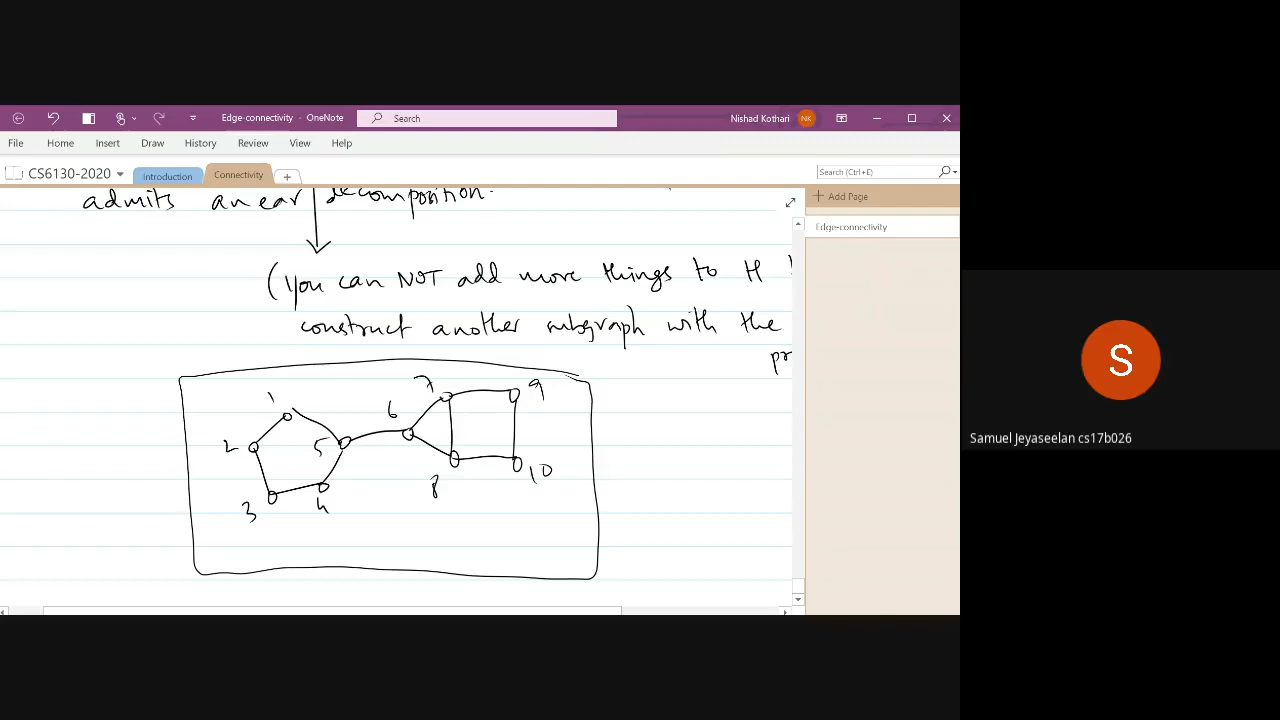 Edge-connectivity - OneNote
Search
Nishad Kothari
NK
File Home Insert Draw History Review View Help
CS6130-2020
Introduction
Connectivity
Search (Ctrl+E)
Add Page
Edge-connectivity
admits an ear decomposition.
(you can NOT add more things to H
construct another subgraph with the
pr
1
2
3
4
5
6
7
8
9
10
S
Samuel Jeyaseelan cs17b026